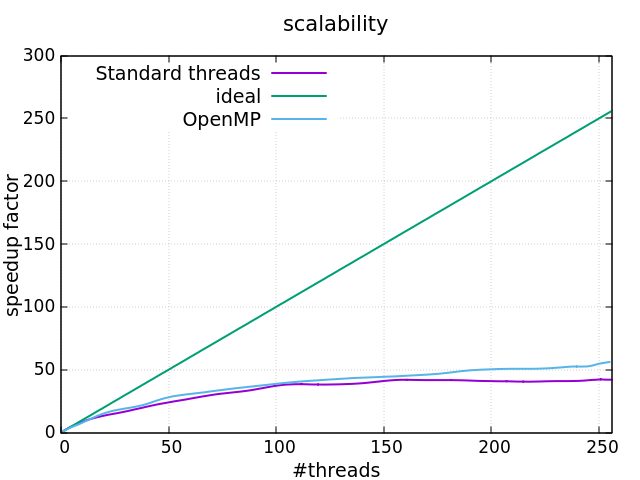 scalability
300
250
200
150
100
50
0
speedup factor
Standard threads
ideal
OpenMP
0 50 100 150 200 250
#threads